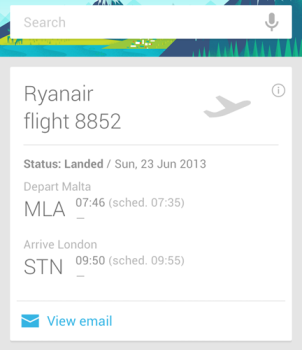 Search
Ryanair
flight 8852
Status: Landed / Sun, 23 Jun 2013
Depart Malta
MLA 07:46 (sched. 07:35)
—
Arrive London
STN 09:50 (sched. 09:55)
—
View email